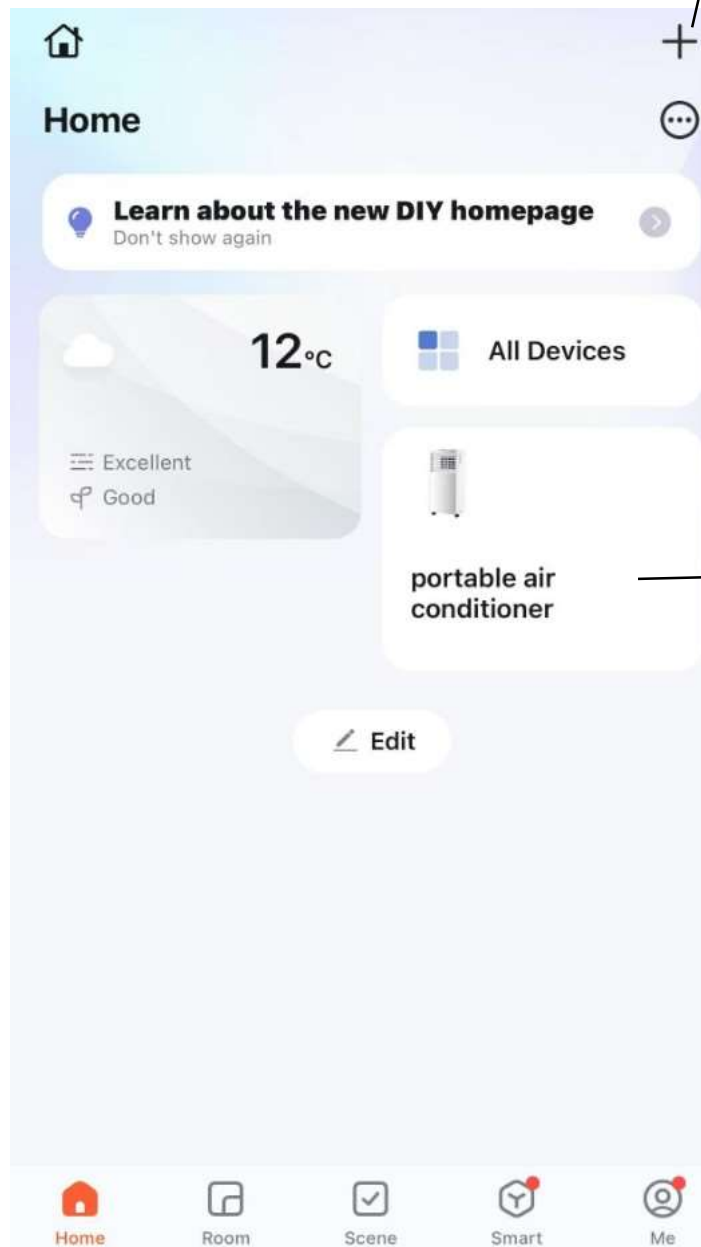 Home
Learn about the new DIY homepage
Don't show again
12°C
All Devices
Excellent
Good
portable air
conditioner
Edit
Home
Room
Scene
Smart
Me